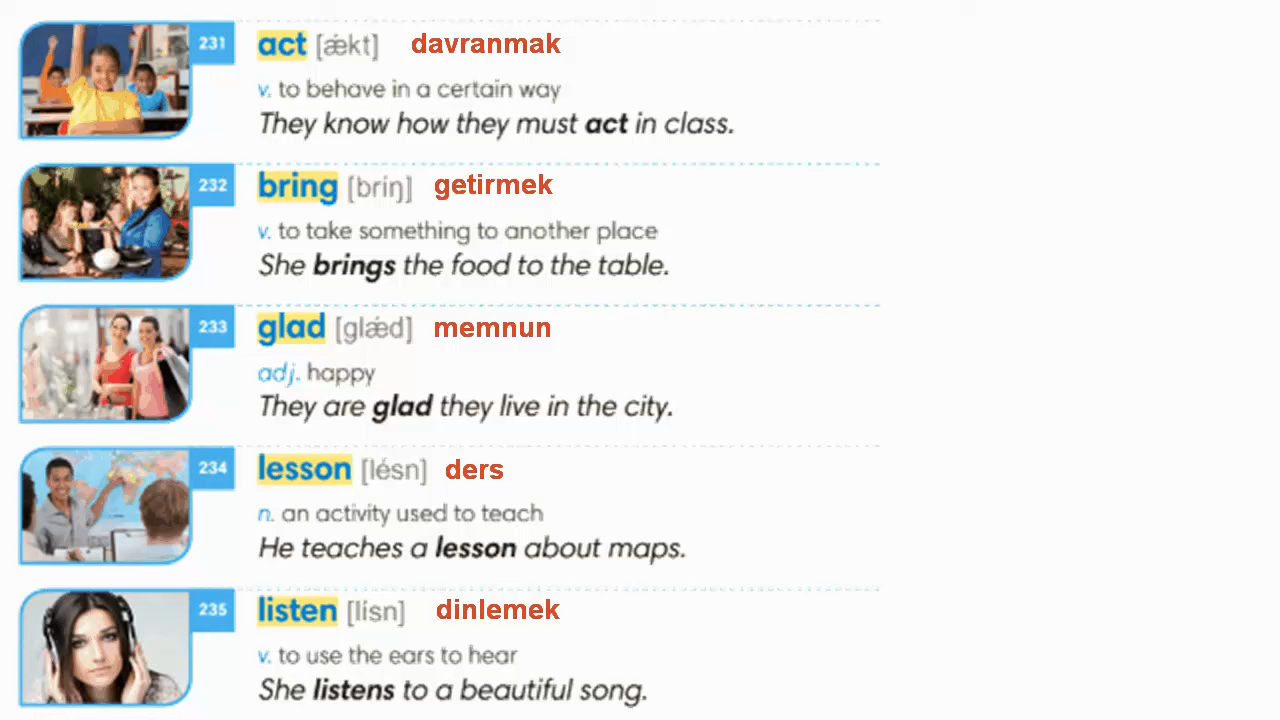 231 act [ǽkt] davranmak
v. to behave in a certain way
They know how they must act in class.
232 bring [briŋ] getirmek
v. to take something to another place
She brings the food to the table.
233 glad [glǽd] memnun
adj. happy
They are glad they live in the city.
234 lesson [lésn] ders
n. an activity used to teach
He teaches a lesson about maps.
235 listen [lísn] dinlemek
v. to use the ears to hear
She listens to a beautiful song.